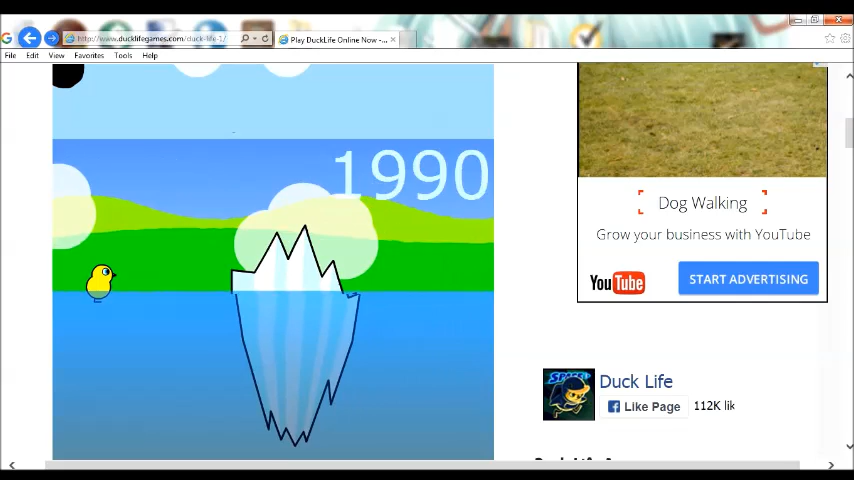 http://www.ducklifegames.com/duck-life-1/
Play DuckLife Online Now -...
File Edit View Favorites Tools Help
1990
Dog Walking
Grow your business with YouTube
YouTube
START ADVERTISING
Duck Life
Like Page
112K lik